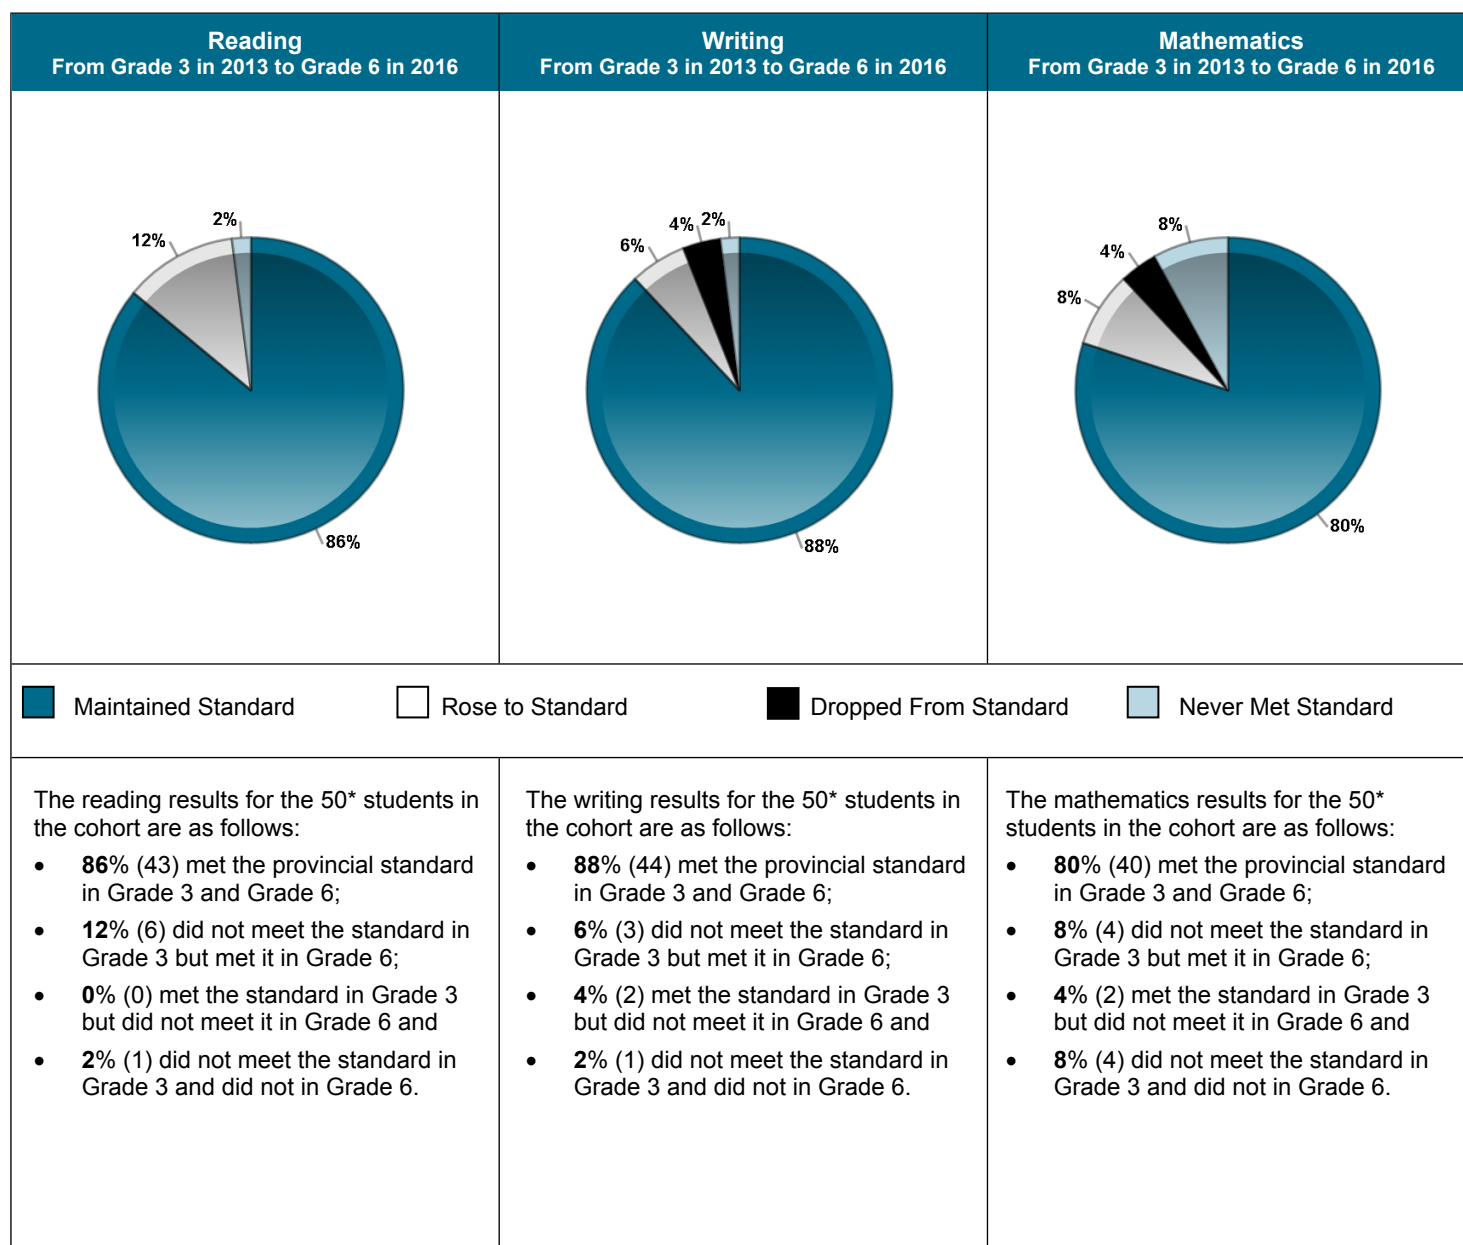 Reading
From Grade 3 in 2013 to Grade 6 in 2016
Writing
From Grade 3 in 2013 to Grade 6 in 2016
Mathematics
From Grade 3 in 2013 to Grade 6 in 2016
2%
12%
86%
4%
2%
6%
88%
8%
4%
8%
80%
Maintained Standard
Rose to Standard
Dropped From Standard
Never Met Standard
The reading results for the 50* students in
the cohort are as follows:
• 86% (43) met the provincial standard
in Grade 3 and Grade 6;
• 12% (6) did not meet the standard in
Grade 3 but met it in Grade 6;
• 0% (0) met the standard in Grade 3
but did not meet it in Grade 6 and
• 2% (1) did not meet the standard in
Grade 3 and did not in Grade 6.
The writing results for the 50* students in
the cohort are as follows:
• 88% (44) met the provincial standard
in Grade 3 and Grade 6;
• 6% (3) did not meet the standard in
Grade 3 but met it in Grade 6;
• 4% (2) met the standard in Grade 3
but did not meet it in Grade 6 and
• 2% (1) did not meet the standard in
Grade 3 and did not in Grade 6.
The mathematics results for the 50*
students in the cohort are as follows:
• 80% (40) met the provincial standard
in Grade 3 and Grade 6;
• 8% (4) did not meet the standard in
Grade 3 but met it in Grade 6;
• 4% (2) met the standard in Grade 3
but did not meet it in Grade 6 and
• 8% (4) did not meet the standard in
Grade 3 and did not in Grade 6.